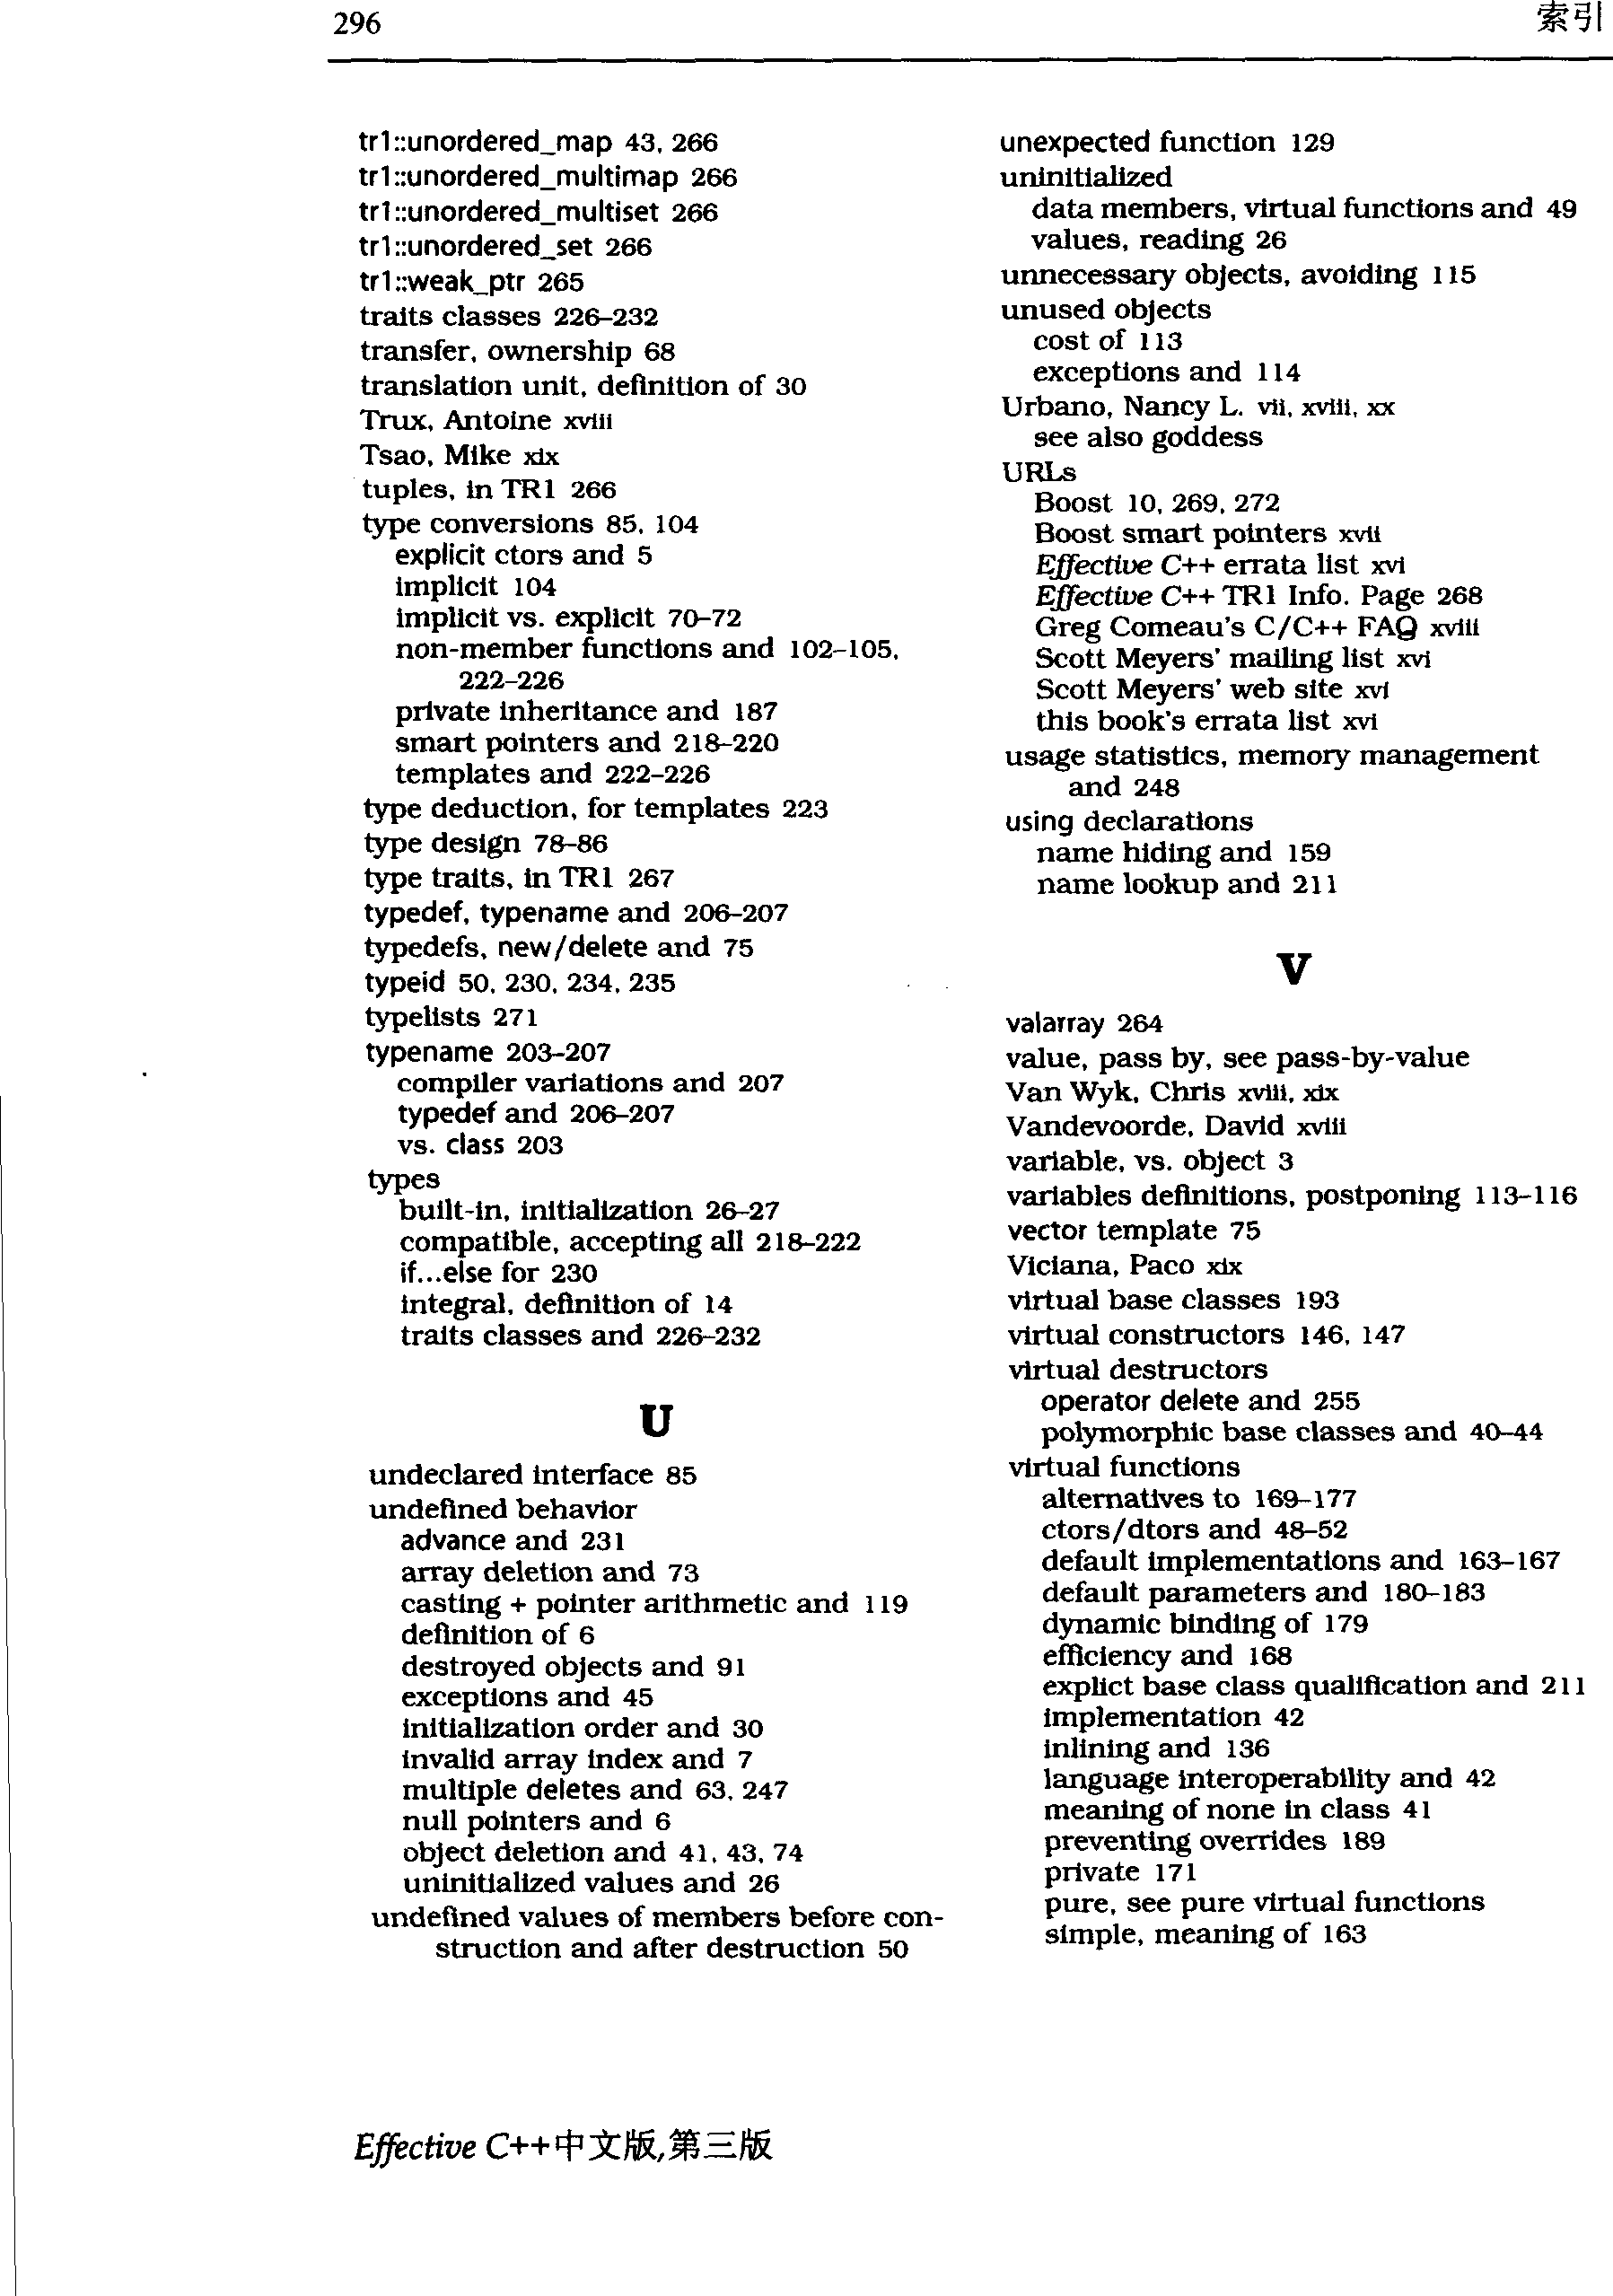 296
索引
tr1::unordered_map 43, 266
tr1::unordered_multimap 266
tr1::unordered_multiset 266
tr1::unordered_set 266
tr1::weak_ptr 265
traits classes 226–232
transfer, ownership 68
translation unit, definition of 30
Trux, Antoine xviii
Tsao, Mike xix
tuples, in TR1 266
type conversions 85, 104
explicit ctors and 5
implicit 104
implicit vs. explicit 70–72
non-member functions and 102–105,
222–226
private inheritance and 187
smart pointers and 218–220
templates and 222–226
type deduction, for templates 223
type design 78–86
type traits, in TR1 267
typedef, typename and 206–207
typedefs, new/delete and 75
typeid 50, 230, 234, 235
typelists 271
typename 203–207
compiler variations and 207
typedef and 206–207
vs. class 203
types
built-in, initialization 26–27
compatible, accepting all 218–222
if...else for 230
integral, definition of 14
traits classes and 226–232
U
undeclared interface 85
undefined behavior
advance and 231
array deletion and 73
casting + pointer arithmetic and 119
definition of 6
destroyed objects and 91
exceptions and 45
initialization order and 30
invalid array index and 7
multiple deletes and 63, 247
null pointers and 6
object deletion and 41, 43, 74
uninitialized values and 26
undefined values of members before con-
struction and after destruction 50
unexpected function 129
uninitialized
data members, virtual functions and 49
values, reading 26
unnecessary objects, avoiding 115
unused objects
cost of 113
exceptions and 114
Urbano, Nancy L. vii, xviii, xx
see also goddess
URLs
Boost 10, 269, 272
Boost smart pointers xvii
Effective C++ errata list xvi
Effective C++ TR1 Info. Page 268
Greg Comeau's C/C++ FAQ xviii
Scott Meyers' mailing list xvi
Scott Meyers' web site xvi
this book's errata list xvi
usage statistics, memory management
and 248
using declarations
name hiding and 159
name lookup and 211
V
valarray 264
value, pass by, see pass-by-value
Van Wyk, Chris xviii, xix
Vandevoorde, David xviii
variable, vs. object 3
variables definitions, postponing 113–116
vector template 75
Viciana, Paco xix
virtual base classes 193
virtual constructors 146, 147
virtual destructors
operator delete and 255
polymorphic base classes and 40–44
virtual functions
alternatives to 169–177
ctors/dtors and 48–52
default implementations and 163–167
default parameters and 180–183
dynamic binding of 179
efficiency and 168
explict base class qualification and 211
implementation 42
inlining and 136
language interoperability and 42
meaning of none in class 41
preventing overrides 189
private 171
pure, see pure virtual functions
simple, meaning of 163
Effective C++中文版,第三版